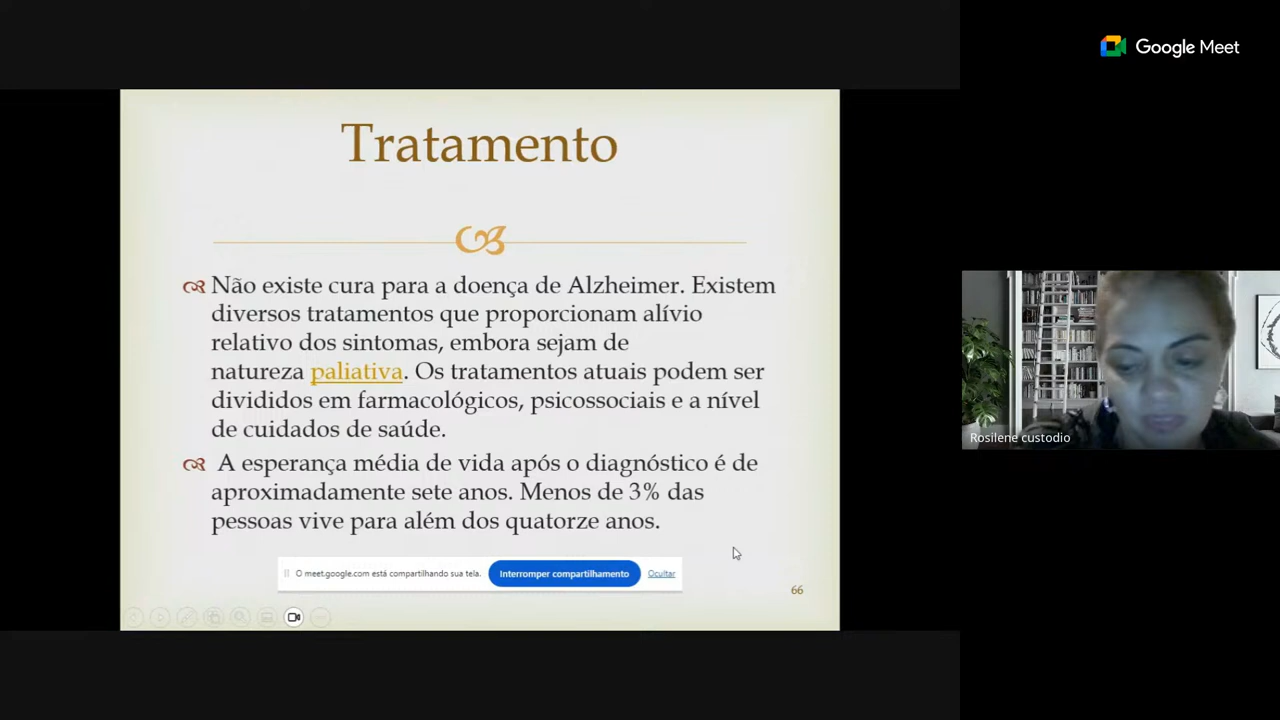 Google Meet
Tratamento
Não existe cura para a doença de Alzheimer. Existem
diversos tratamentos que proporcionam alívio
relativo dos sintomas, embora sejam de
natureza paliativa. Os tratamentos atuais podem ser
divididos em farmacológicos, psicossociais e a nível
de cuidados de saúde.
A esperança média de vida após o diagnóstico é de
aproximadamente sete anos. Menos de 3% das
pessoas vive para além dos quatorze anos.
O meet.google.com está compartilhando sua tela. Interromper compartilhamento Ocultar
66
Rosilene custodio